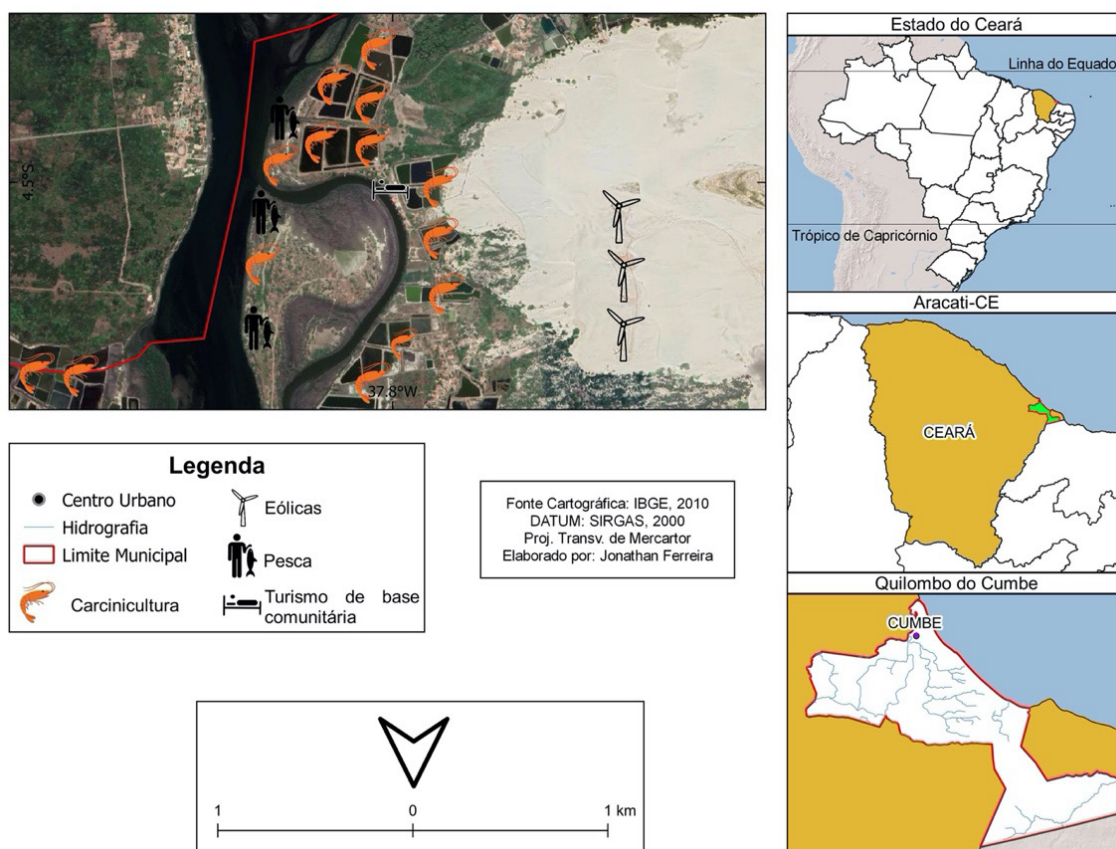 4.5ºS.
37.8ºW
Legenda
Centro Urbano
Hidrografia
Limite Municipal
Carcinicultura
Eólicas
Pesca
Turismo de base
comunitária
Fonte Cartográfica: IBGE, 2010
DATUM: SIRGAS, 2000
Proj. Transv. de Mercartor
Elaborado por: Jonathan Ferreira
1
0
1 km
Estado do Ceará
Linha do Equado
Trópico de Capricórnio
Aracati-CE
CEARÁ
Quilombo do Cumbe
CUMBE